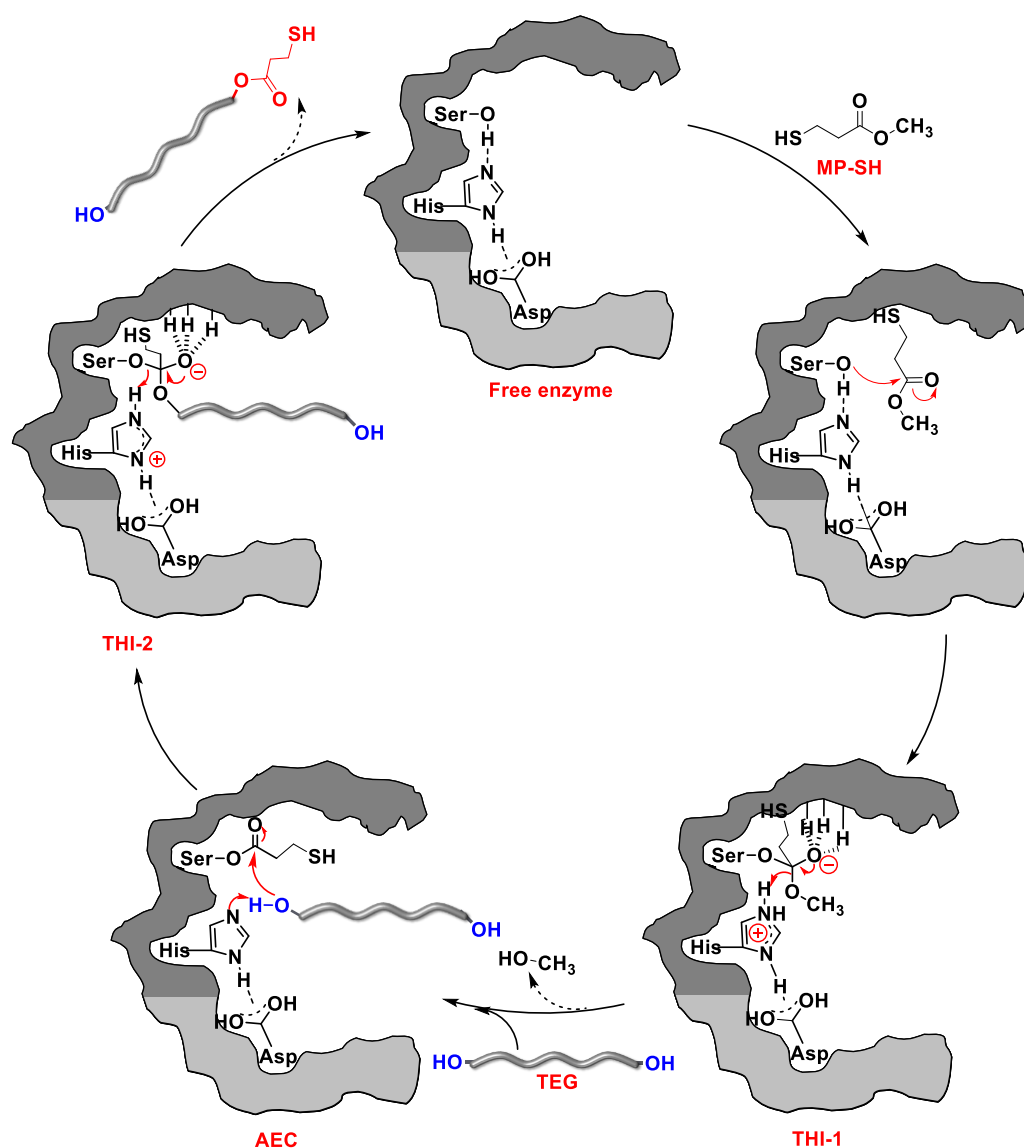 SH
O
O
HO
Ser–O
H
N
His
N
H
OH
HO
Asp
Free enzyme
O
HS
O
CH3
MP-SH
HS
Ser–O
H
O
O
CH3
N
His
N
H
OH
HO
Asp
H H H
HS
Ser–O
O
⊖
H
O
N
OH
His
N
⊕
H
OH
HO
Asp
THI-2
O
Ser–O
SH
H–O
OH
N
His
N
H
OH
HO
Asp
AEC
HO–CH3
HO
OH
TEG
HS
H
H
H
Ser–O
O
⊖
H
O
CH3
NH
⊕
His
N
H
OH
HO
Asp
THI-1